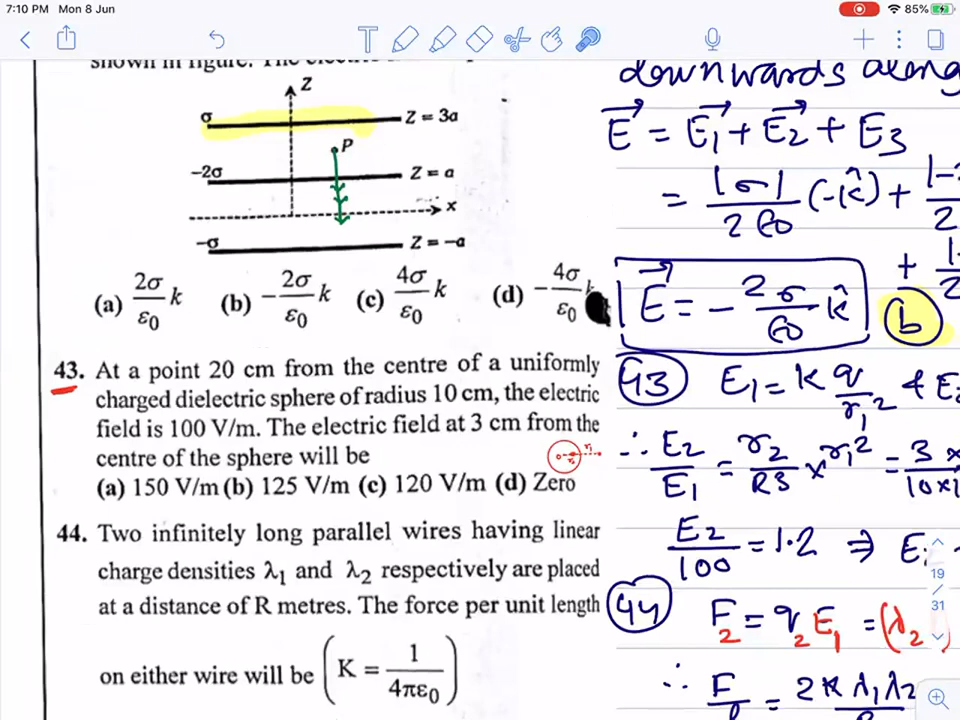 7:10 PM Mon 8 Jun
85%
T
shown in figure. The
Z
σ
Z = 3a
P
-2σ
Z = a
x
-σ
Z = -a
(a) 2σ/ε₀ k (b) -2σ/ε₀ k (c) 4σ/ε₀ k (d) -4σ/ε₀ k
43. At a point 20 cm from the centre of a uniformly
charged dielectric sphere of radius 10 cm, the electric
field is 100 V/m. The electric field at 3 cm from the
centre of the sphere will be
(a) 150 V/m (b) 125 V/m (c) 120 V/m (d) Zero
44. Two infinitely long parallel wires having linear
charge densities λ₁ and λ₂ respectively are placed
at a distance of R metres. The force per unit length
on either wire will be (K = 1/4πε₀)
downwards along
E⃗ = E⃗₁ + E⃗₂ + E₃
= |σ|/2ε₀ (-k̂) +
E⃗ = - 2σ/ε₀ k̂
b
43 E₁ = K q/r₁² &
∴ E₂/E₁ = r₂/R3 × r₁² = 3 ×
E₂/100 = 1.2 ⇒
44 F₂ = q₂E₁ = (λ₂
∴ F/l = 2K λ₁λ₂
19
/
31